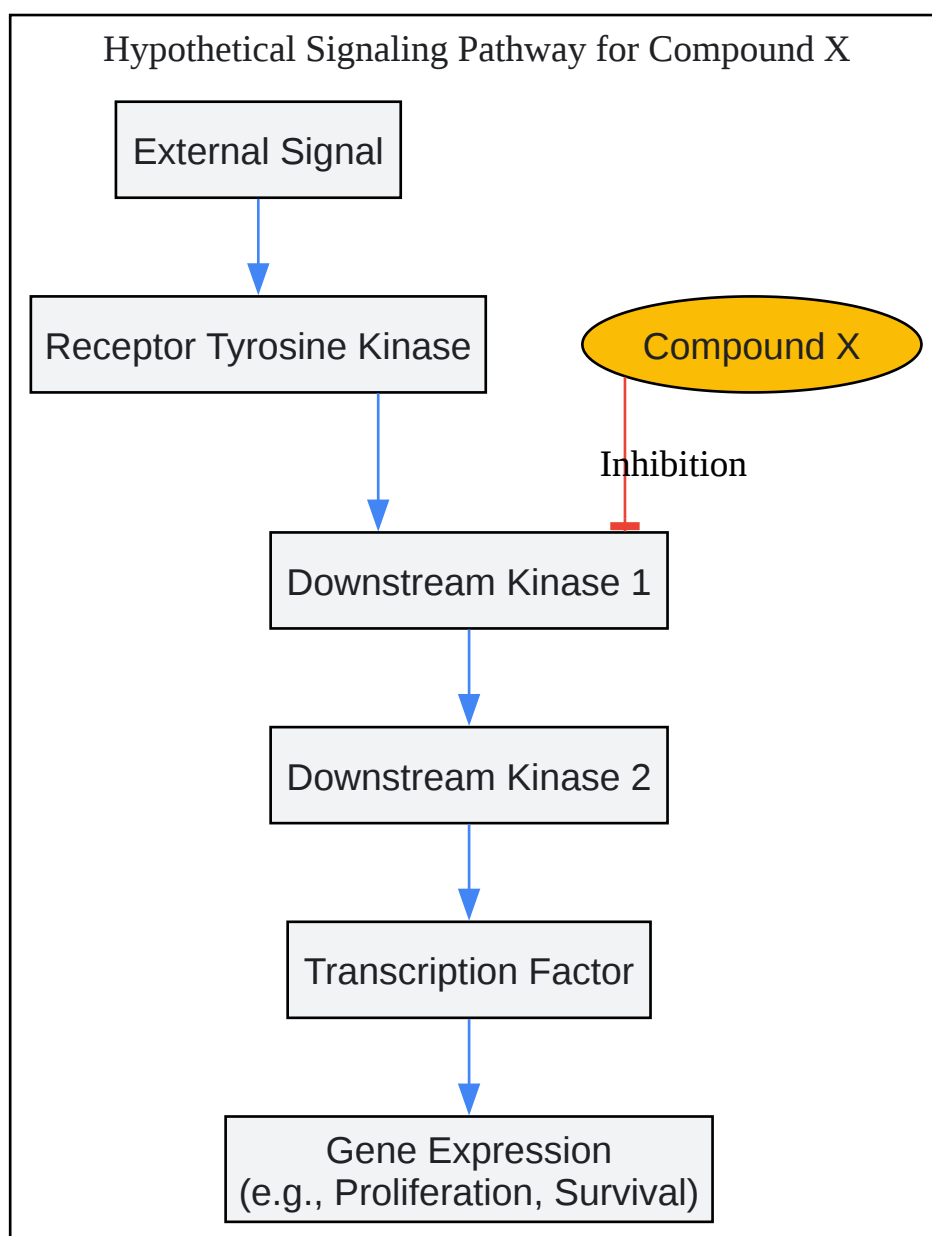 Hypothetical Signaling Pathway for Compound X
External Signal
Receptor Tyrosine Kinase
Compound X
Inhibition
Downstream Kinase 1
Downstream Kinase 2
Transcription Factor
Gene Expression
(e.g., Proliferation, Survival)